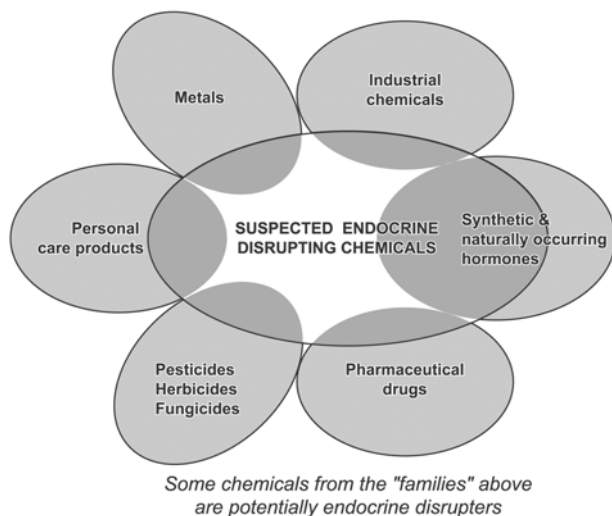 Metals
Industrial
chemicals
Personal
care products
SUSPECTED ENDOCRINE
DISRUPTING CHEMICALS
Synthetic &
naturally occurring
hormones
Pesticides
Herbicides
Fungicides
Pharmaceutical
drugs
Some chemicals from the "families" above
are potentially endocrine disrupters